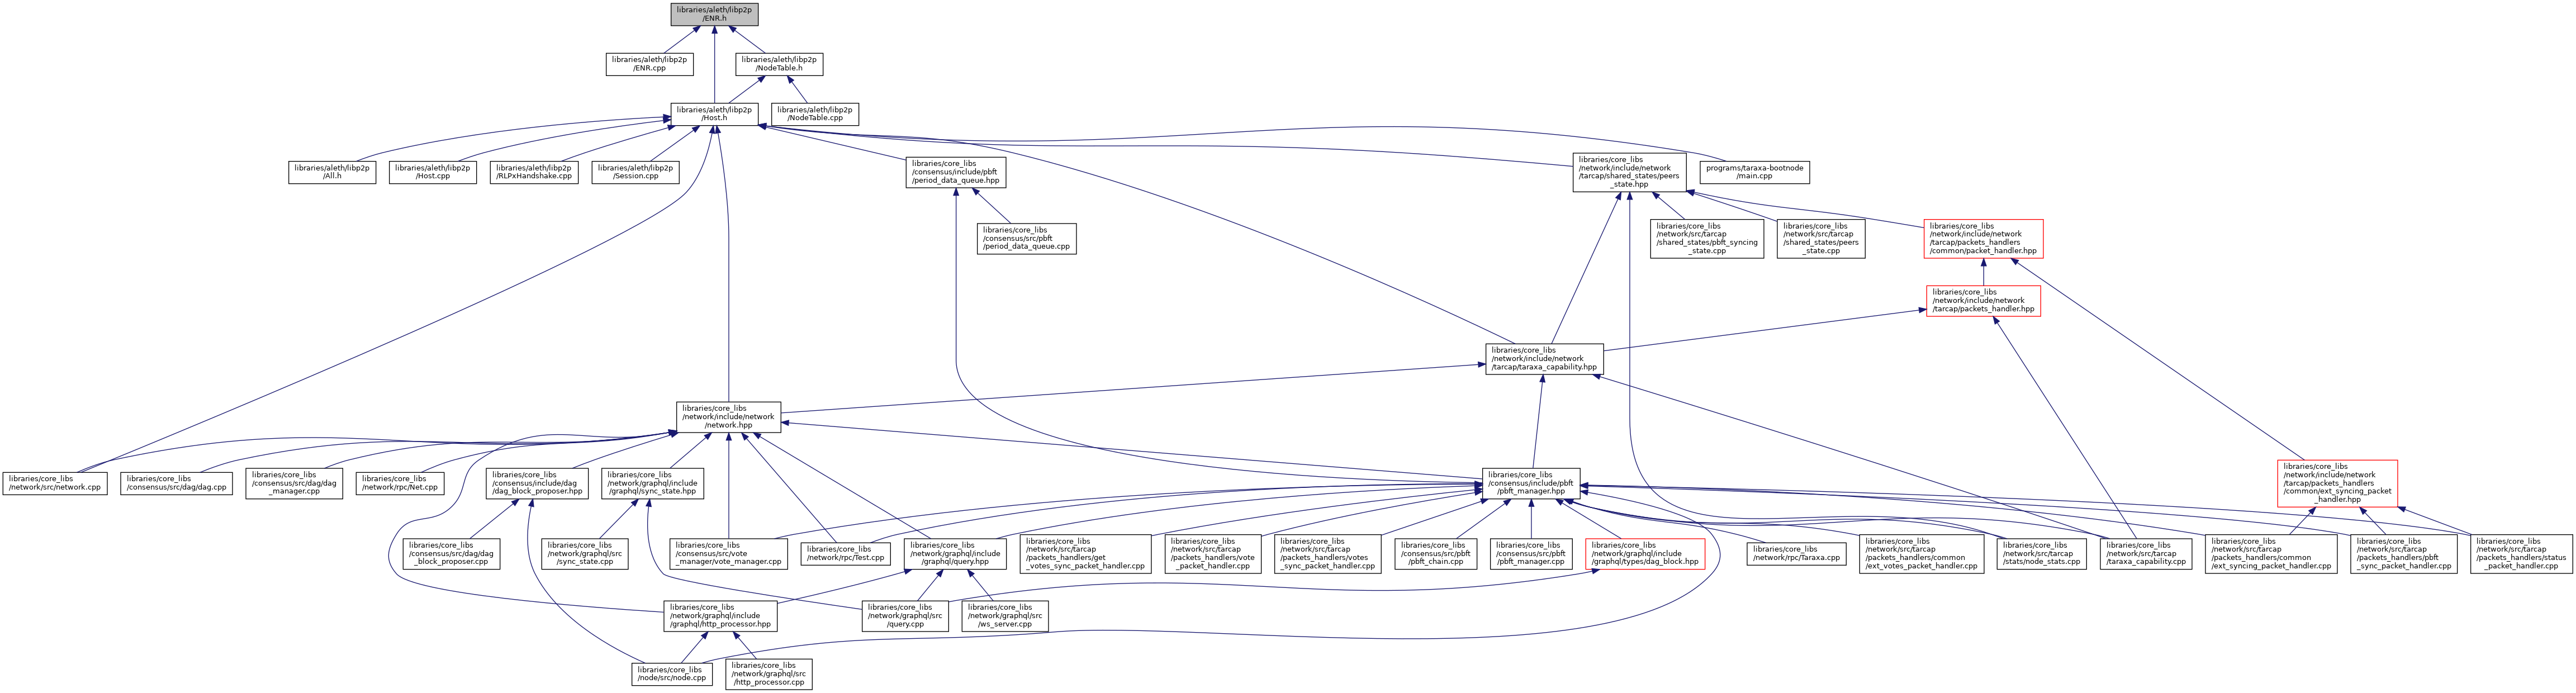 libraries/aleth/libp2p
/ENR.h
libraries/aleth/libp2p
/ENR.cpp
libraries/aleth/libp2p
/NodeTable.h
libraries/aleth/libp2p
/Host.h
libraries/aleth/libp2p
/NodeTable.cpp
libraries/aleth/libp2p
/All.h
libraries/aleth/libp2p
/Host.cpp
libraries/aleth/libp2p
/RLPxHandshake.cpp
libraries/aleth/libp2p
/Session.cpp
libraries/core_libs
/consensus/include/pbft
/period_data_queue.hpp
libraries/core_libs
/network/include/network
/tarcap/shared_states/peers
_state.hpp
programs/taraxa-bootnode
/main.cpp
libraries/core_libs
/consensus/src/pbft
/period_data_queue.cpp
libraries/core_libs
/network/src/tarcap
/shared_states/pbft_syncing
_state.cpp
libraries/core_libs
/network/src/tarcap
/shared_states/peers
_state.cpp
libraries/core_libs
/network/include/network
/tarcap/packets_handlers
/common/packet_handler.hpp
libraries/core_libs
/network/include/network
/tarcap/packets_handler.hpp
libraries/core_libs
/network/include/network
/tarcap/taraxa_capability.hpp
libraries/core_libs
/network/include/network
/network.hpp
libraries/core_libs
/network/src/network.cpp
libraries/core_libs
/consensus/src/dag/dag.cpp
libraries/core_libs
/consensus/src/dag/dag
_manager.cpp
libraries/core_libs
/network/rpc/Net.cpp
libraries/core_libs
/consensus/include/dag
/dag_block_proposer.hpp
libraries/core_libs
/network/graphql/include
/graphql/sync_state.hpp
libraries/core_libs
/consensus/include/pbft
/pbft_manager.hpp
libraries/core_libs
/network/include/network
/tarcap/packets_handlers
/common/ext_syncing_packet
_handler.hpp
libraries/core_libs
/consensus/src/dag/dag
_block_proposer.cpp
libraries/core_libs
/network/graphql/src
/sync_state.cpp
libraries/core_libs
/consensus/src/vote
_manager/vote_manager.cpp
libraries/core_libs
/network/rpc/Test.cpp
libraries/core_libs
/network/graphql/include
/graphql/query.hpp
libraries/core_libs
/network/src/tarcap
/packets_handlers/get
_votes_sync_packet_handler.cpp
libraries/core_libs
/network/src/tarcap
/packets_handlers/vote
_packet_handler.cpp
libraries/core_libs
/network/src/tarcap
/packets_handlers/votes
_sync_packet_handler.cpp
libraries/core_libs
/consensus/src/pbft
/pbft_chain.cpp
libraries/core_libs
/consensus/src/pbft
/pbft_manager.cpp
libraries/core_libs
/network/graphql/include
/graphql/types/dag_block.hpp
libraries/core_libs
/network/rpc/Taraxa.cpp
libraries/core_libs
/network/src/tarcap
/packets_handlers/common
/ext_votes_packet_handler.cpp
libraries/core_libs
/network/src/tarcap
/stats/node_stats.cpp
libraries/core_libs
/network/src/tarcap
/taraxa_capability.cpp
libraries/core_libs
/network/src/tarcap
/packets_handlers/common
/ext_syncing_packet_handler.cpp
libraries/core_libs
/network/src/tarcap
/packets_handlers/pbft
_sync_packet_handler.cpp
libraries/core_libs
/network/src/tarcap
/packets_handlers/status
_packet_handler.cpp
libraries/core_libs
/network/graphql/include
/graphql/http_processor.hpp
libraries/core_libs
/network/graphql/src
/query.cpp
libraries/core_libs
/network/graphql/src
/ws_server.cpp
libraries/core_libs
/node/src/node.cpp
libraries/core_libs
/network/graphql/src
/http_processor.cpp